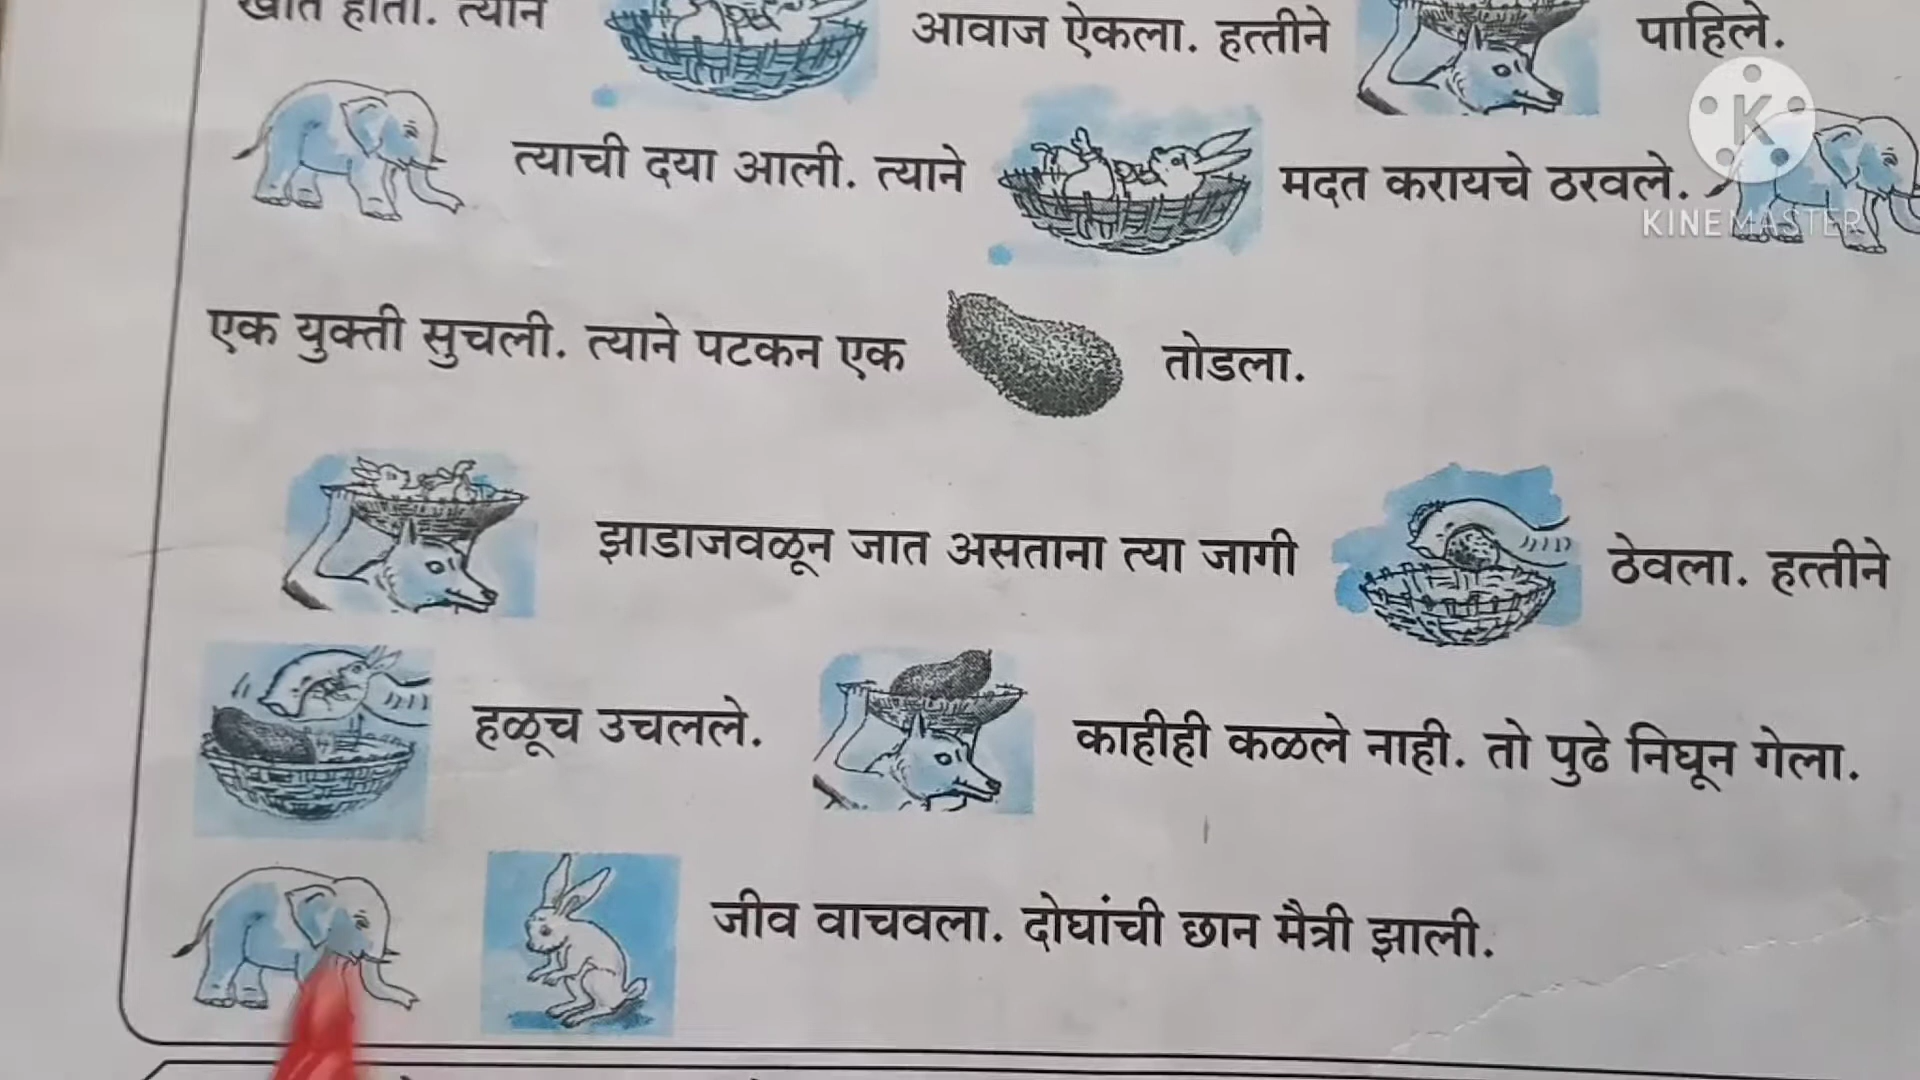 खात होता. त्याने आवाज ऐकला. हत्तीने पाहिले.
त्याची दया आली. त्याने मदत करायचे ठरवले.
KINEMASTER
एक युक्ती सुचली. त्याने पटकन एक तोडला.
झाडाजवळून जात असताना त्या जागी ठेवला. हत्तीने
हळूच उचलले. काहीही कळले नाही. तो पुढे निघून गेला.
जीव वाचवला. दोघांची छान मैत्री झाली.